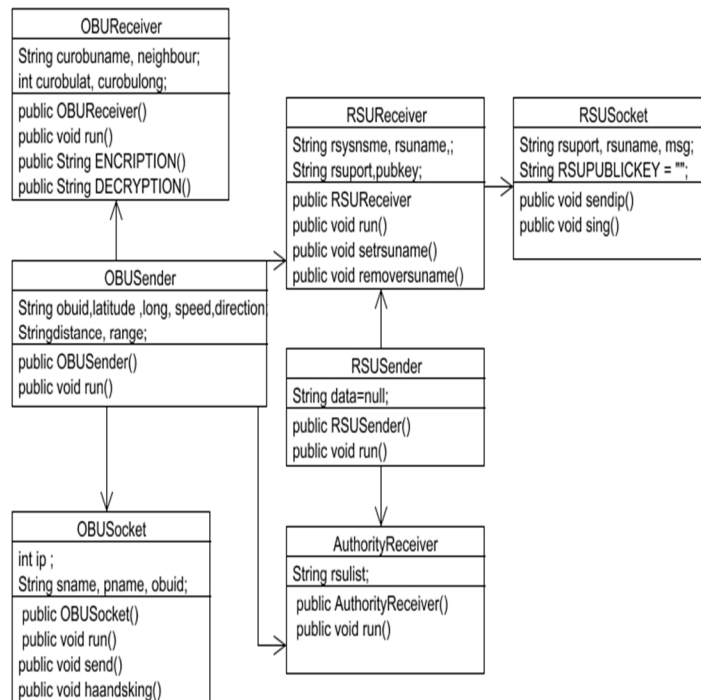 OBUReceiver
String curobuname, neighbour;
int curobulat, curobulong;
public OBUReceiver()
public void run()
public String ENCRIPTION()
public String DECRYPTION()
RSUReceiver
String rsysnsme, rsuname,;
String rsuport,pubkey;
public RSUReceiver
public void run()
public void setrsuname()
public void removersuname()
RSUSocket
String rsuport, rsuname, msg;
String RSUPUBLICKEY = "";
public void sendip()
public void sing()
OBUSender
String obuid,latitude ,long, speed,direction;
Stringdistance, range;
public OBUSender()
public void run()
RSUSender
String data=null;
public RSUSender()
public void run()
OBUSocket
int ip ;
String sname, pname, obuid;
public OBUSocket()
public void run()
public void send()
public void haandsking()
AuthorityReceiver
String rsulist;
public AuthorityReceiver()
public void run()